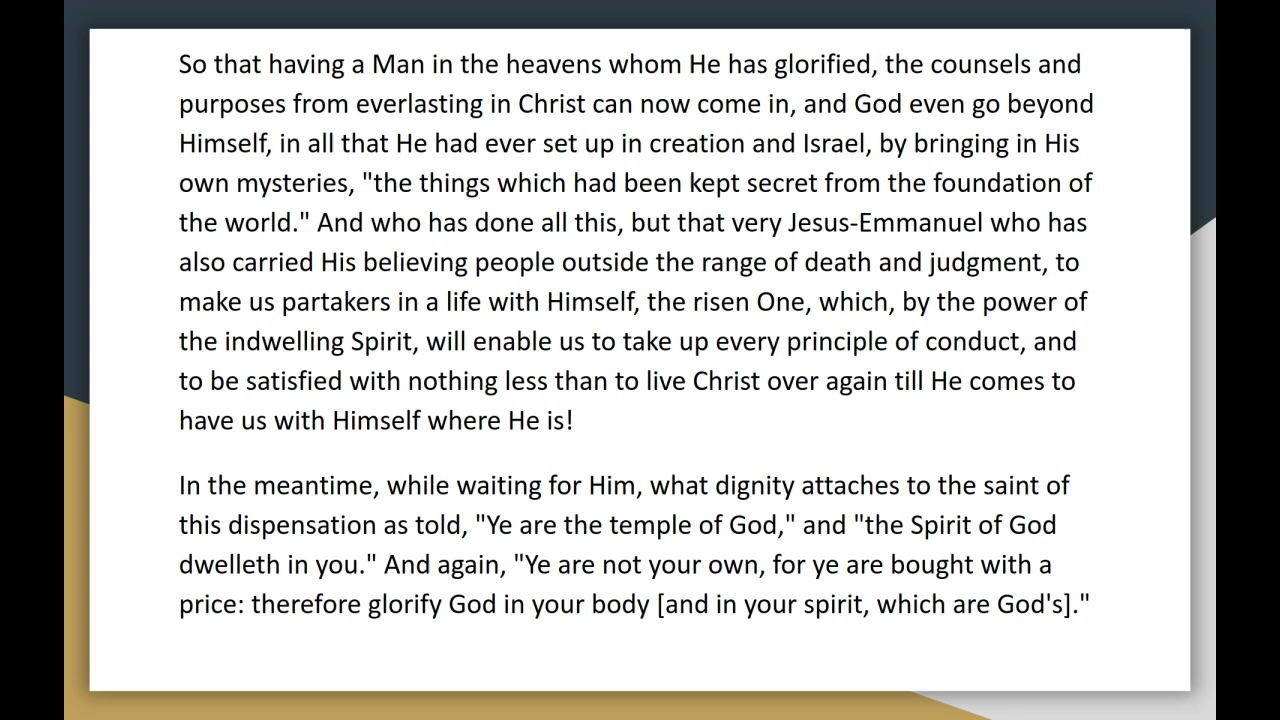 So that having a Man in the heavens whom He has glorified, the counsels and
purposes from everlasting in Christ can now come in, and God even go beyond
Himself, in all that He had ever set up in creation and Israel, by bringing in His
own mysteries, "the things which had been kept secret from the foundation of
the world." And who has done all this, but that very Jesus-Emmanuel who has
also carried His believing people outside the range of death and judgment, to
make us partakers in a life with Himself, the risen One, which, by the power of
the indwelling Spirit, will enable us to take up every principle of conduct, and
to be satisfied with nothing less than to live Christ over again till He comes to
have us with Himself where He is!
In the meantime, while waiting for Him, what dignity attaches to the saint of
this dispensation as told, "Ye are the temple of God," and "the Spirit of God
dwelleth in you." And again, "Ye are not your own, for ye are bought with a
price: therefore glorify God in your body [and in your spirit, which are God's]."